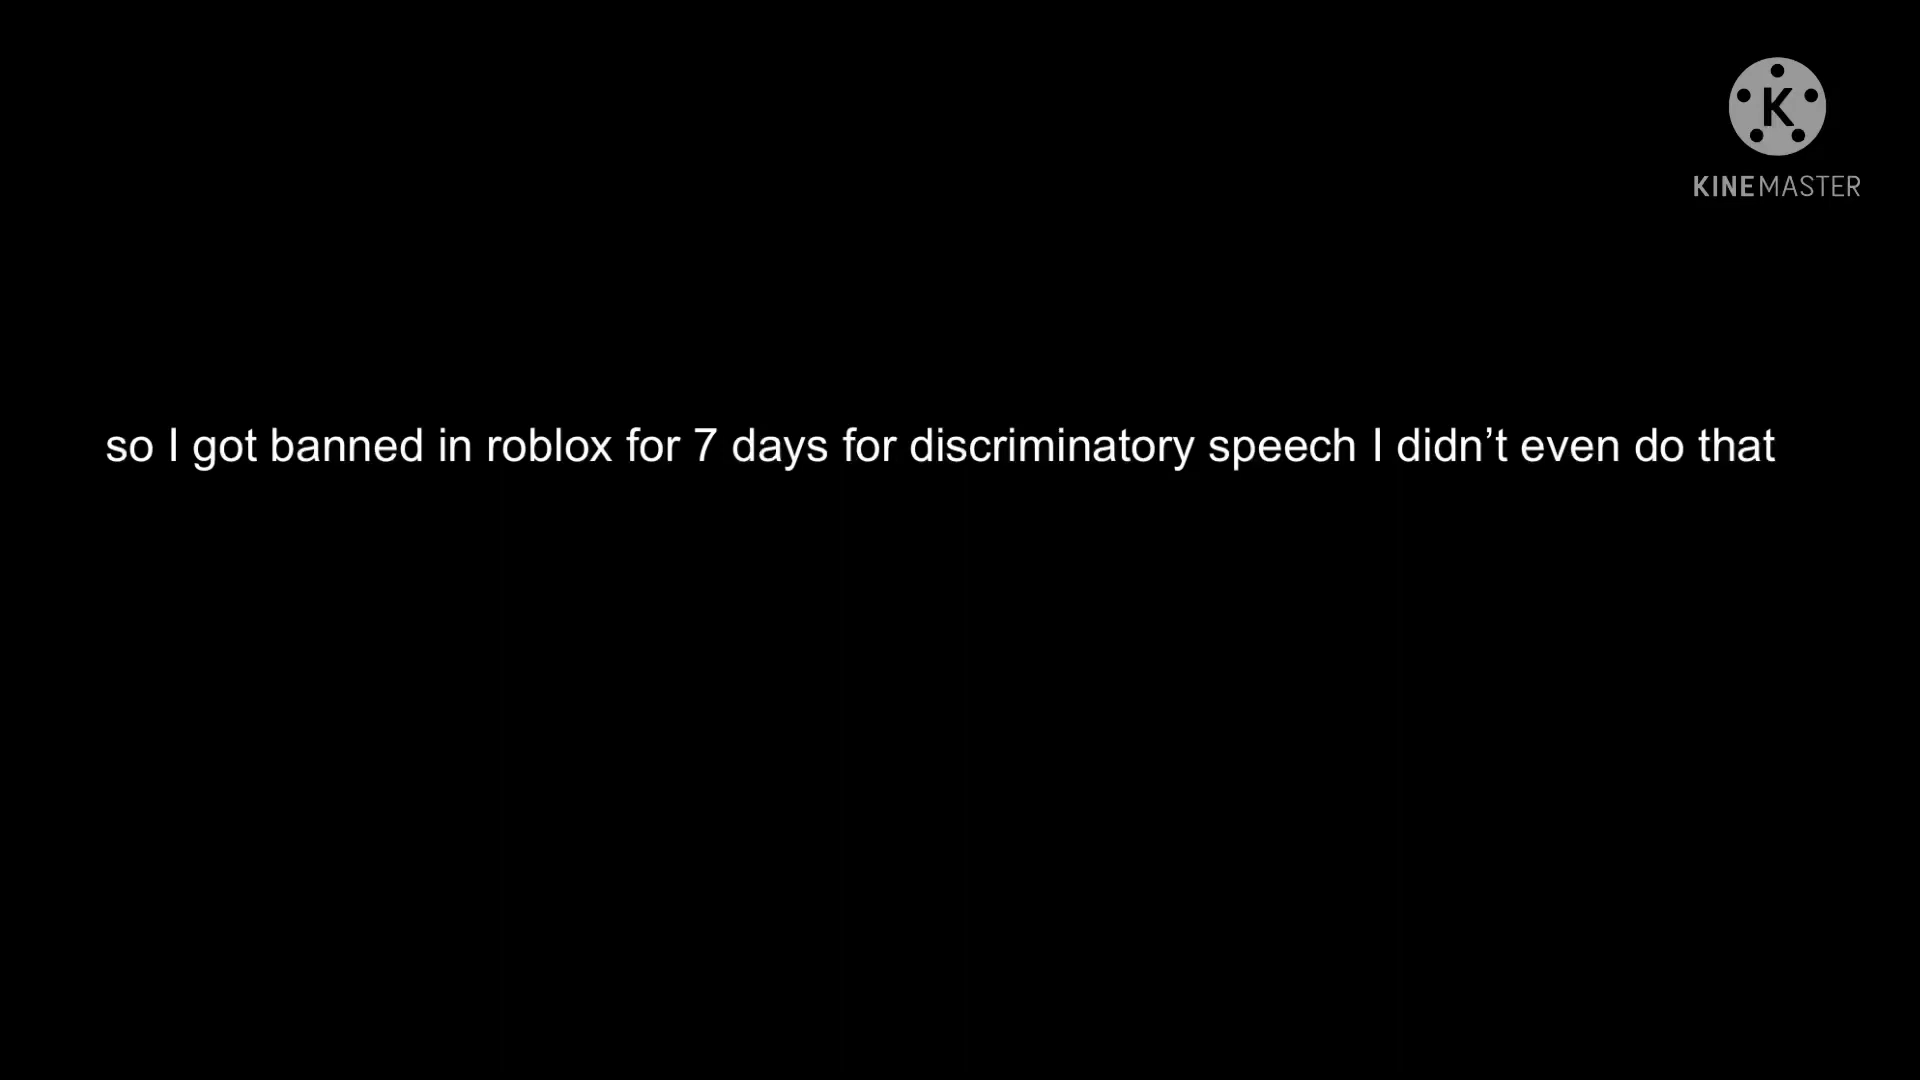 K
KINEMASTER
so I got banned in roblox for 7 days for discriminatory speech I didn’t even do that